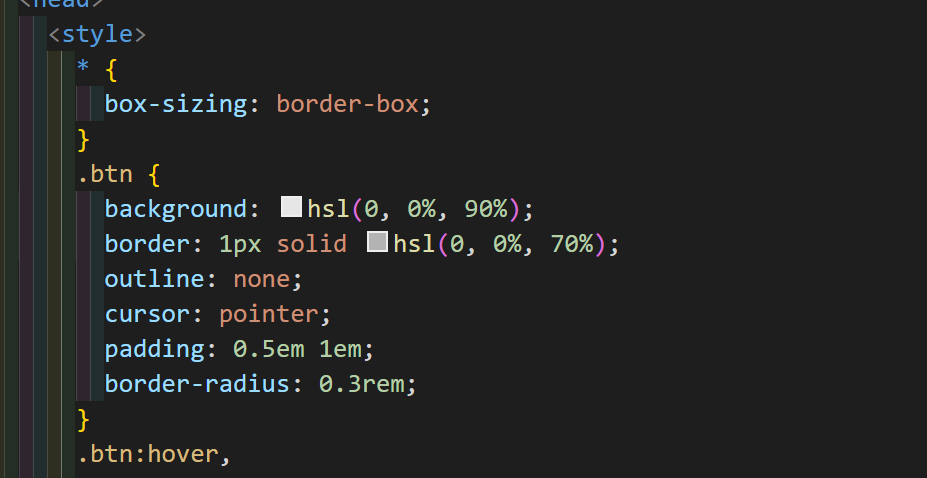 <head>
<style>
* {
box-sizing: border-box;
}
.btn {
background: hsl(0, 0%, 90%);
border: 1px solid hsl(0, 0%, 70%);
outline: none;
cursor: pointer;
padding: 0.5em 1em;
border-radius: 0.3rem;
}
.btn:hover,